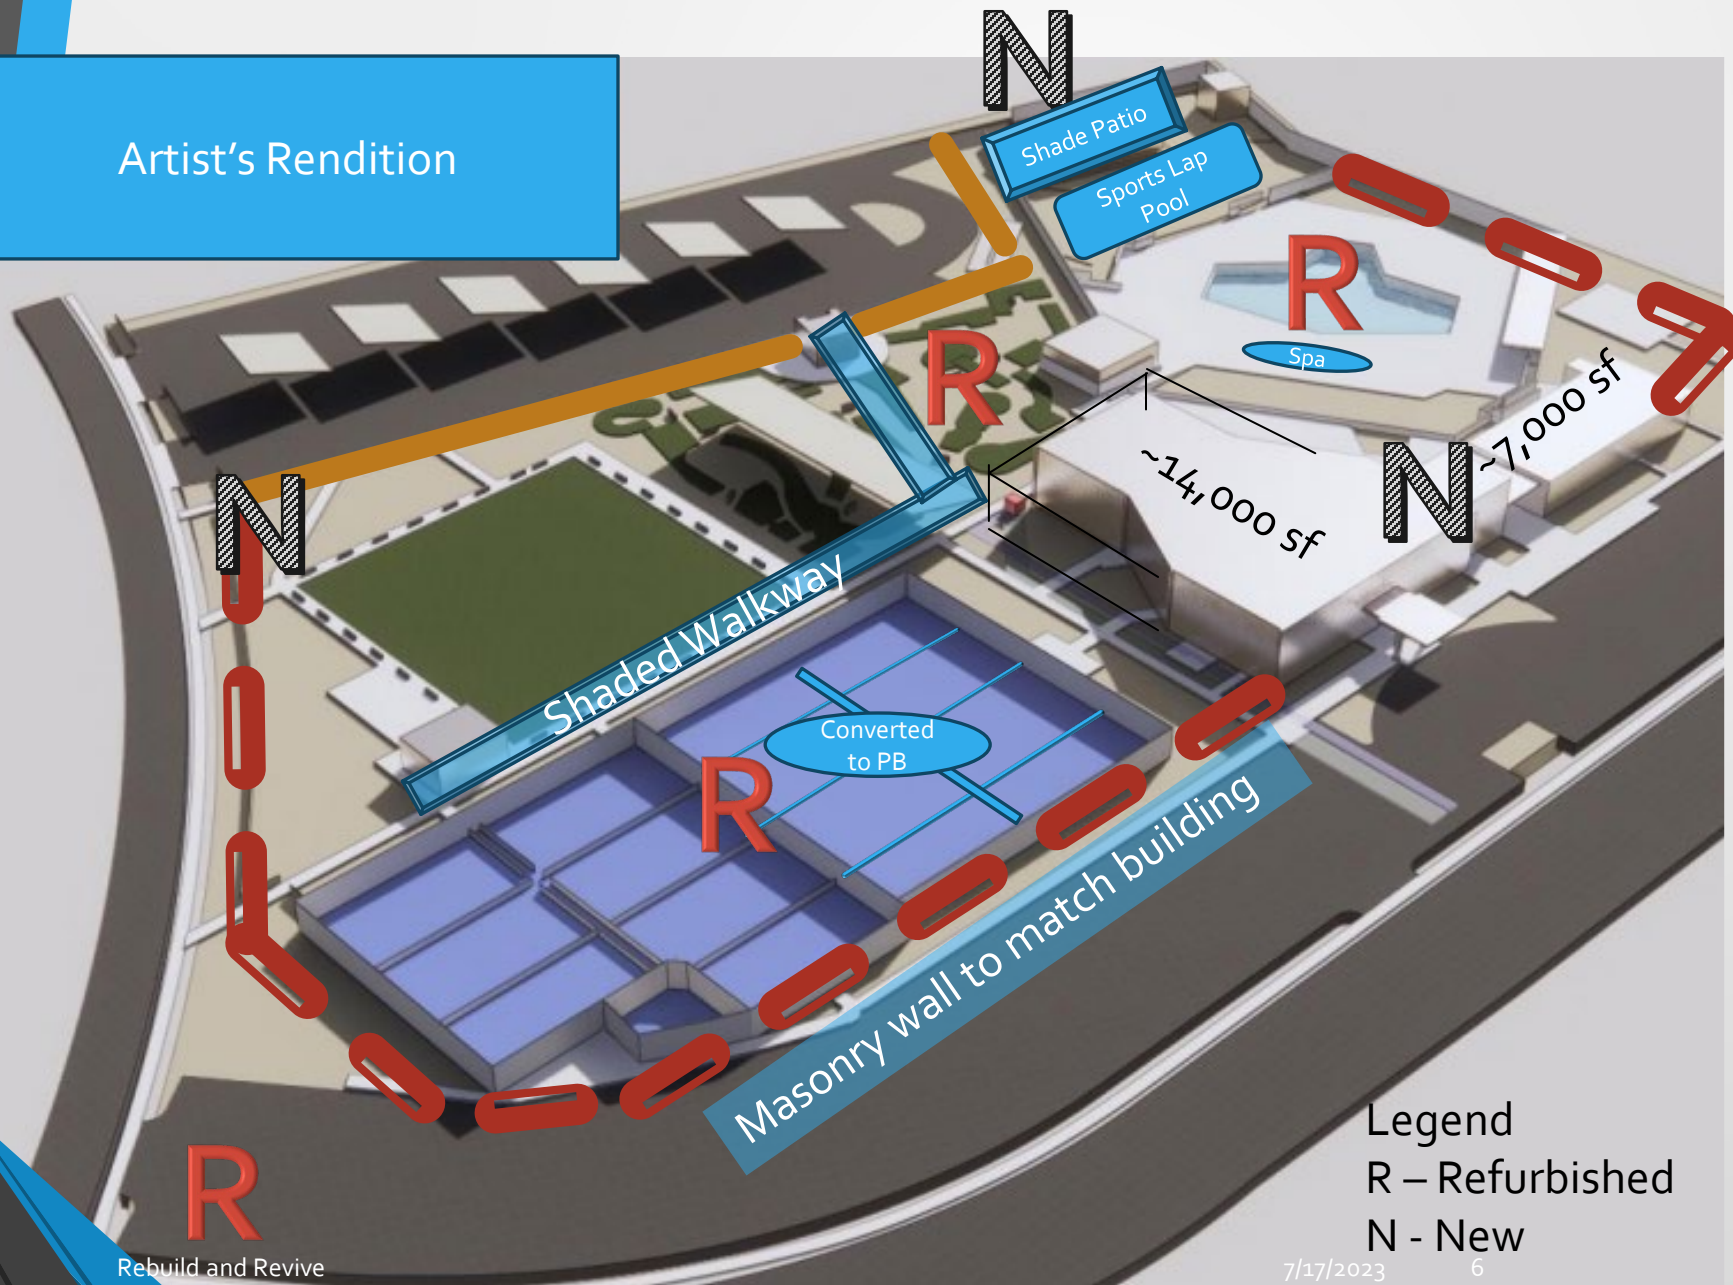 Artist's Rendition
N
Shade Patio
Sports Lap
Pool
R
Spa
R
~7,000 sf
~14,000 sf
N
N
Shaded Walkway
Converted
to PB
R
Masonry wall to match building
R
Legend
R – Refurbished
N - New
Rebuild and Revive
7/17/2023
6